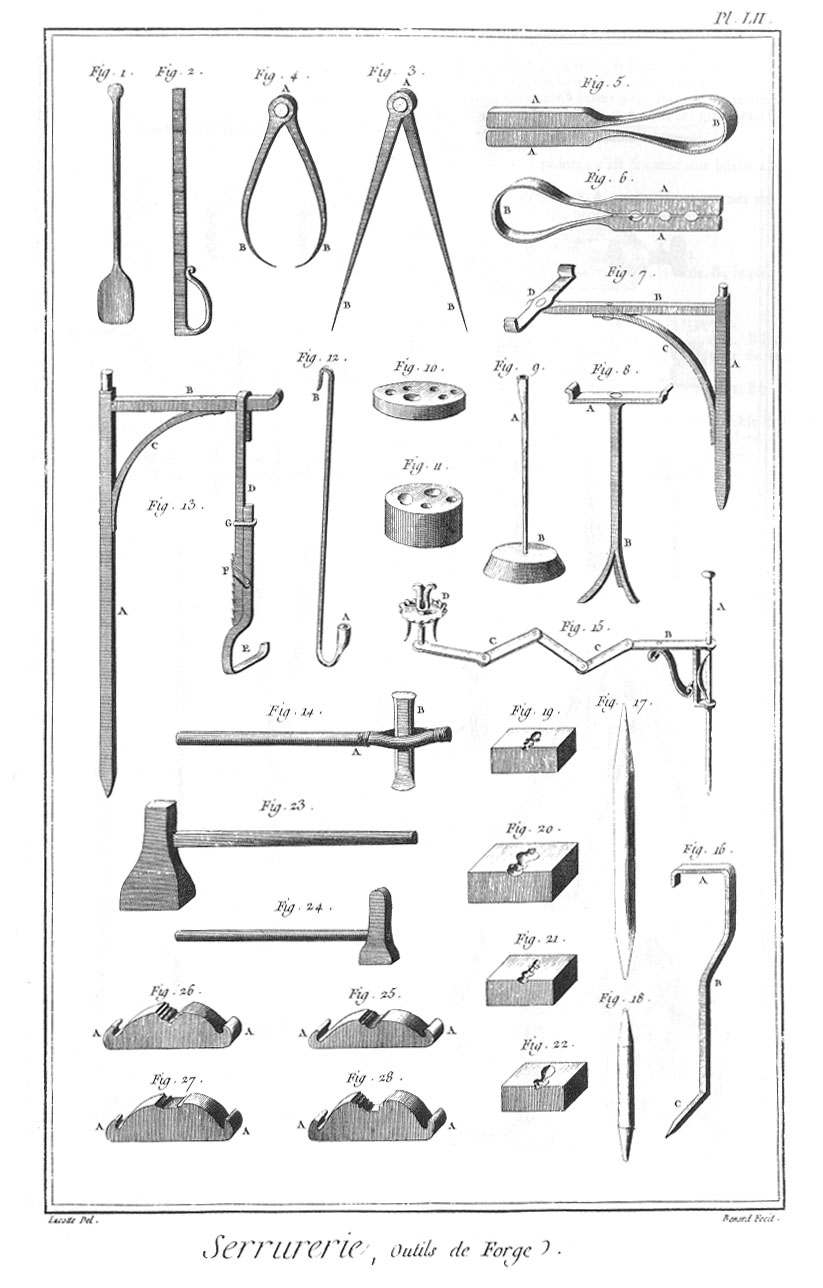 Pl. LII.
Fig. 1. Fig. 2. Fig. 4. Fig. 3.
A A
B B B B
Fig. 5.
A
B
A
Fig. 6.
A
B
A
Fig. 7.
D B
C A
Fig. 12. Fig. 10. Fig. 9. Fig. 8.
B B A A
C
Fig. 11.
Fig. 13. D
G
B B
F
A
E A
D
Fig. 15.
C C B A
Fig. 14.
B
A
Fig. 19. Fig. 17.
Fig. 23.
Fig. 20. Fig. 16.
A
B
C
Fig. 24.
Fig. 21.
Fig. 26. Fig. 25. Fig. 18.
A A A A
Fig. 22.
Fig. 27. Fig. 28.
A A A A
Lucotte Del.
Benard Fecit.
Serrurerie, Outils de Forge).